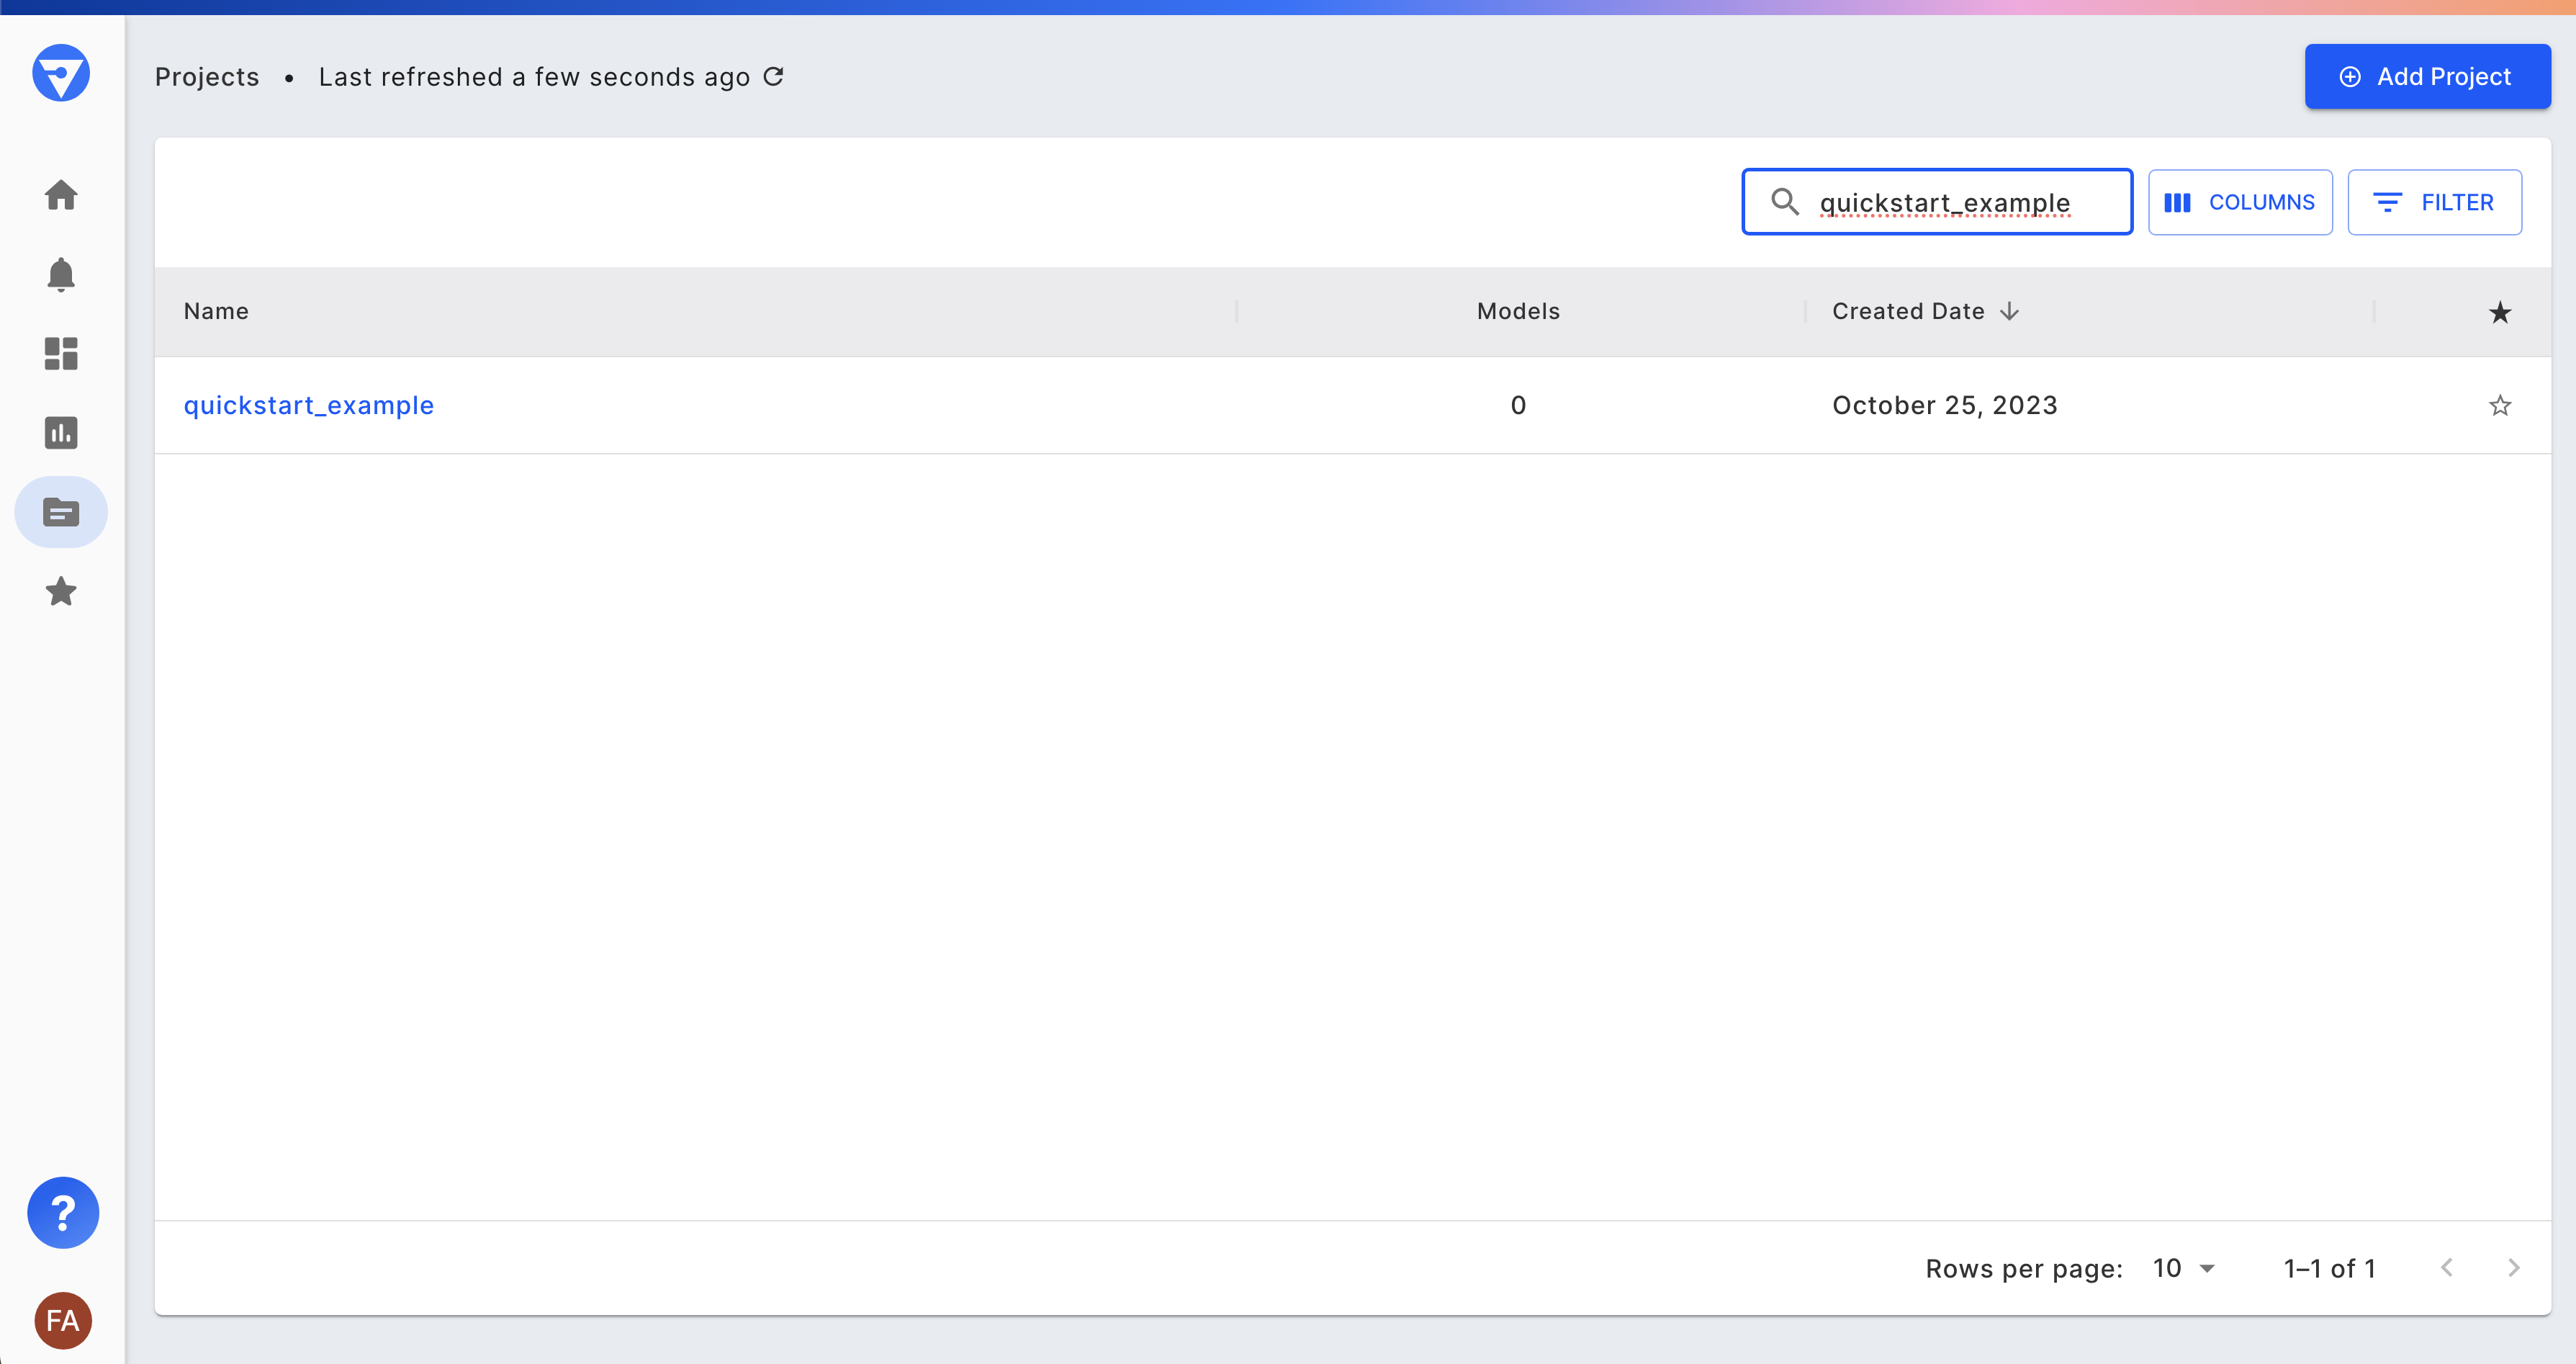 Projects • Last refreshed a few seconds ago
Add Project
quickstart_example
COLUMNS
FILTER
Name Models Created Date
quickstart_example 0 October 25, 2023
?
Rows per page: 10 1–1 of 1
FA